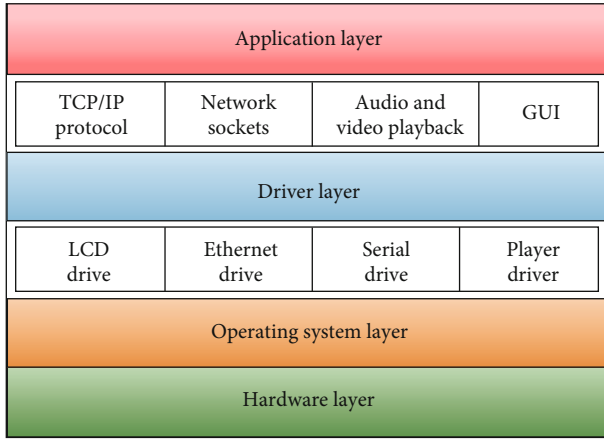 Application layer
TCP/IP
protocol
Network
sockets
Audio and
video playback
GUI
Driver layer
LCD
drive
Ethernet
drive
Serial
drive
Player
driver
Operating system layer
Hardware layer